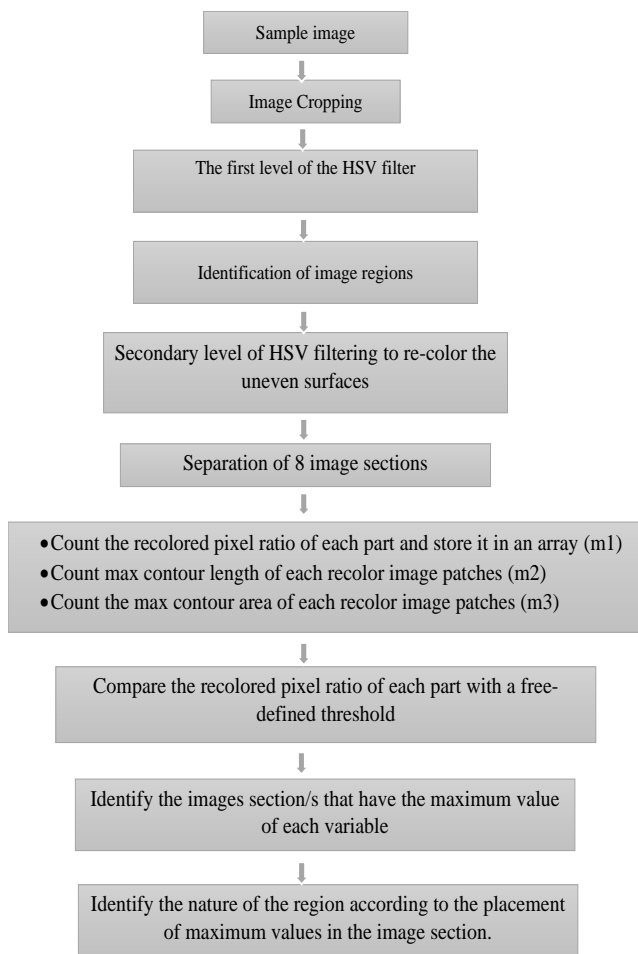 Sample image
Image Cropping
The first level of the HSV filter
Identification of image regions
Secondary level of HSV filtering to re-color the
uneven surfaces
Separation of 8 image sections
•Count the recolored pixel ratio of each part and store it in an array (m1)
•Count max contour length of each recolor image patches (m2)
•Count the max contour area of each recolor image patches (m3)
Compare the recolored pixel ratio of each part with a free-
defined threshold
Identify the images section/s that have the maximum value
of each variable
Identify the nature of the region according to the placement
of maximum values in the image section.